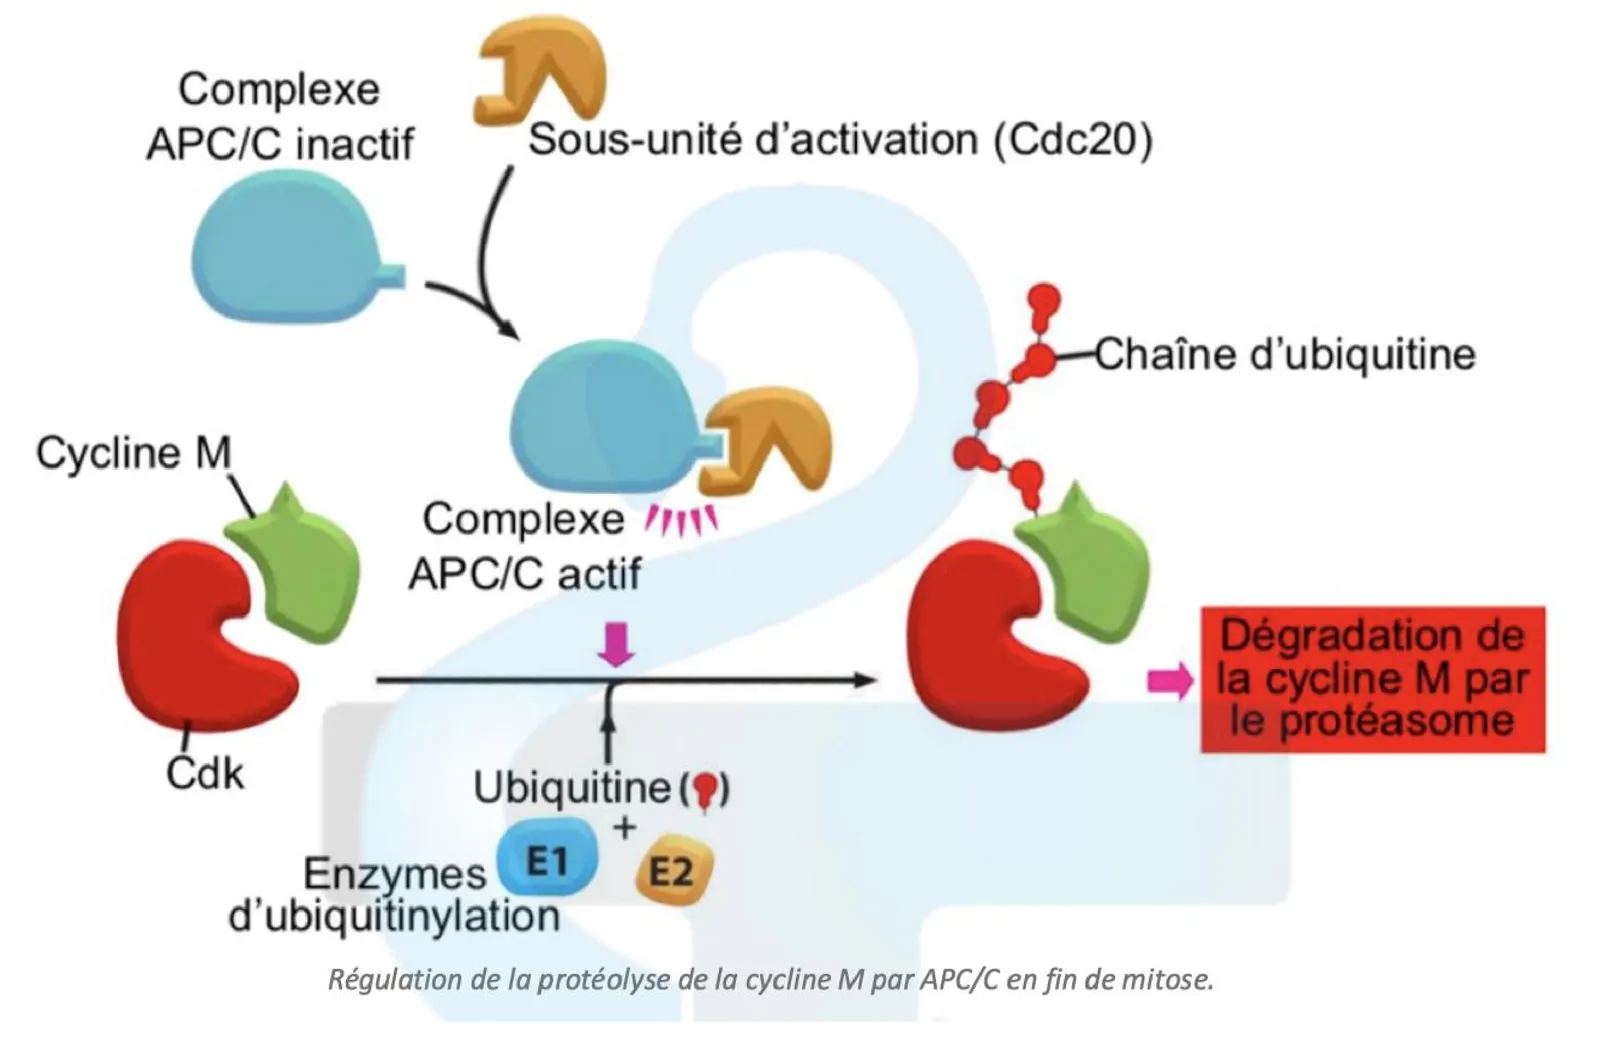 Complexe
APC/C inactif
Sous-unité d'activation (Cdc20)
Chaîne d'ubiquitine
Cycline M
Complexe
APC/C actif
Dégradation de
la cycline M par
le protéasome
Cdk
Ubiquitine ( )
+
E1
E2
Enzymes
d'ubiquitinylation
Régulation de la protéolyse de la cycline M par APC/C en fin de mitose.